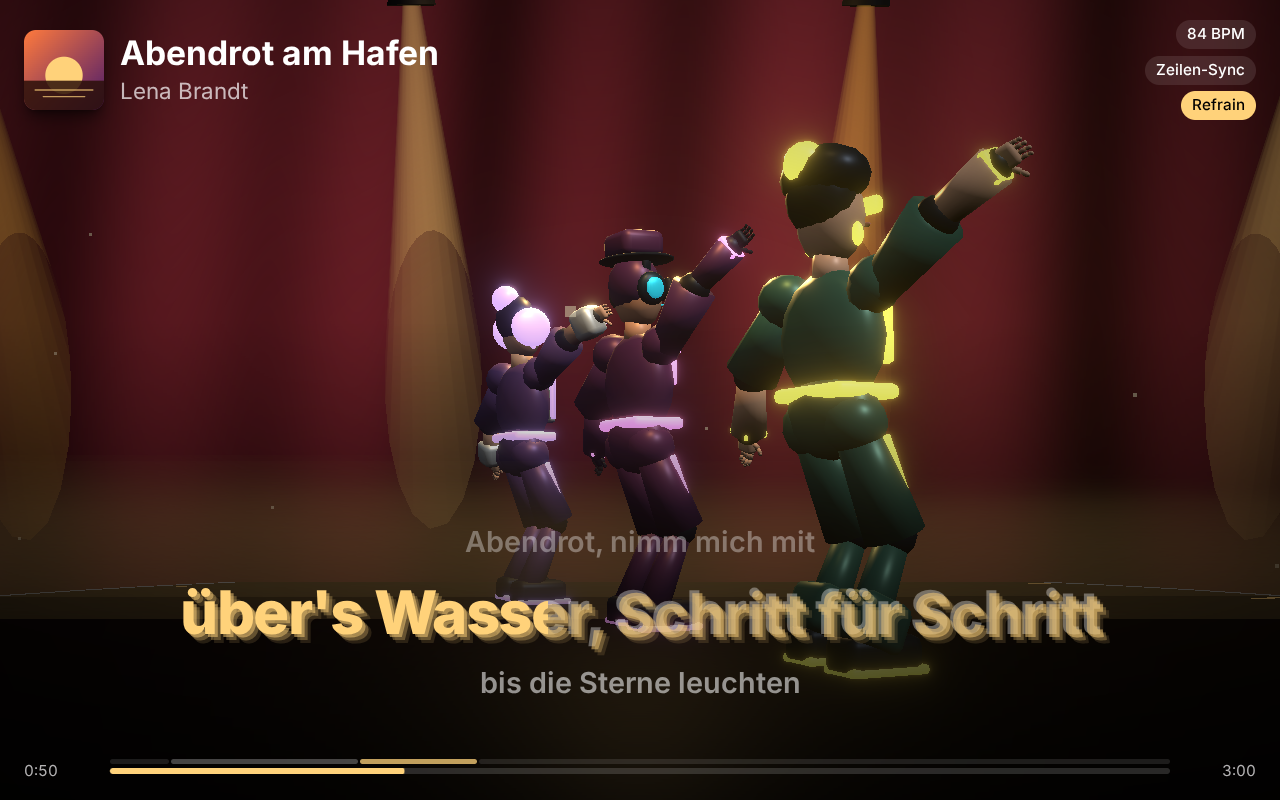 Abendrot am Hafen
Lena Brandt
84 BPM
Zeilen-Sync
Refrain
Abendrot, nimm mich mit
über's Wasser, Schritt für Schritt
bis die Sterne leuchten
0:50
3:00